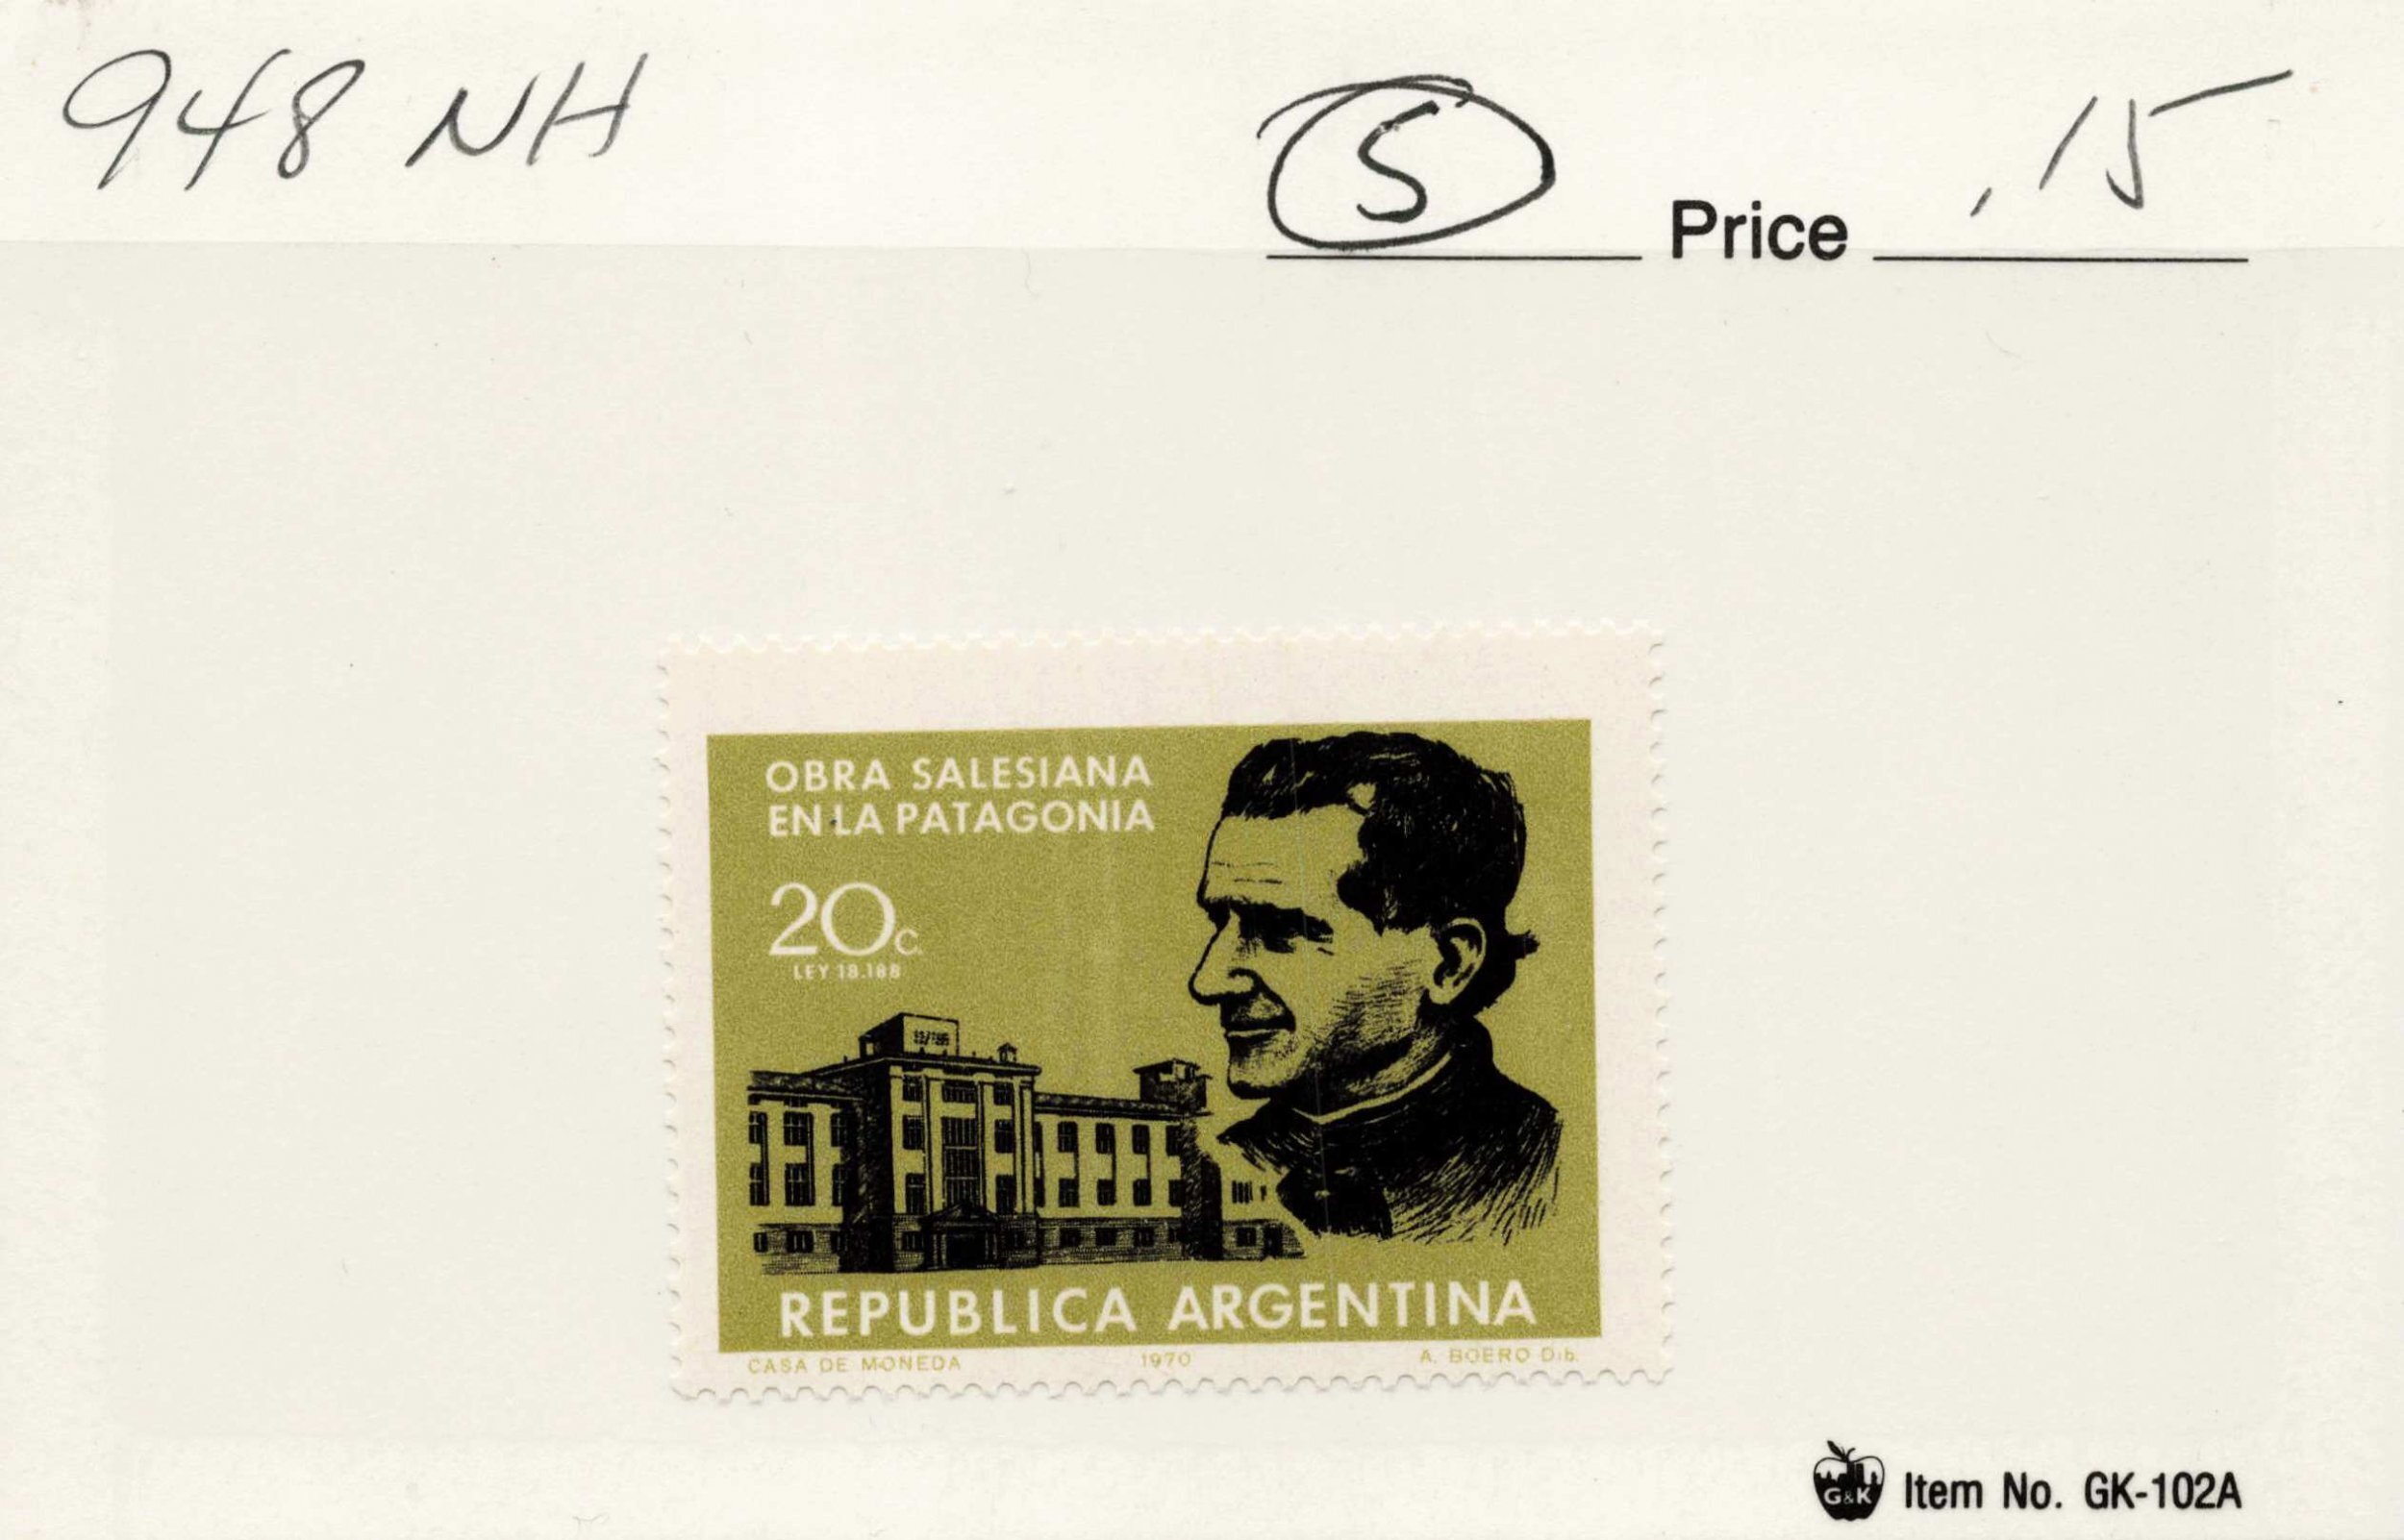 948 NH
5 Price .15
OBRA SALESIANA
EN LA PATAGONIA
20c.
LEY 18.188
REPUBLICA ARGENTINA
CASA DE MONEDA 1970 A. BOERO Dib.
G&K Item No. GK-102A